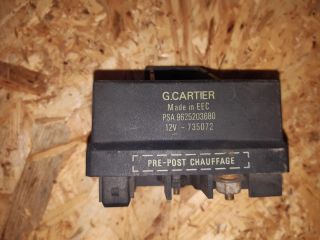 G.CARTIER
Made in EEC
PSA 9625203680
12V - 735072
PRE-POST CHAUFFAGE